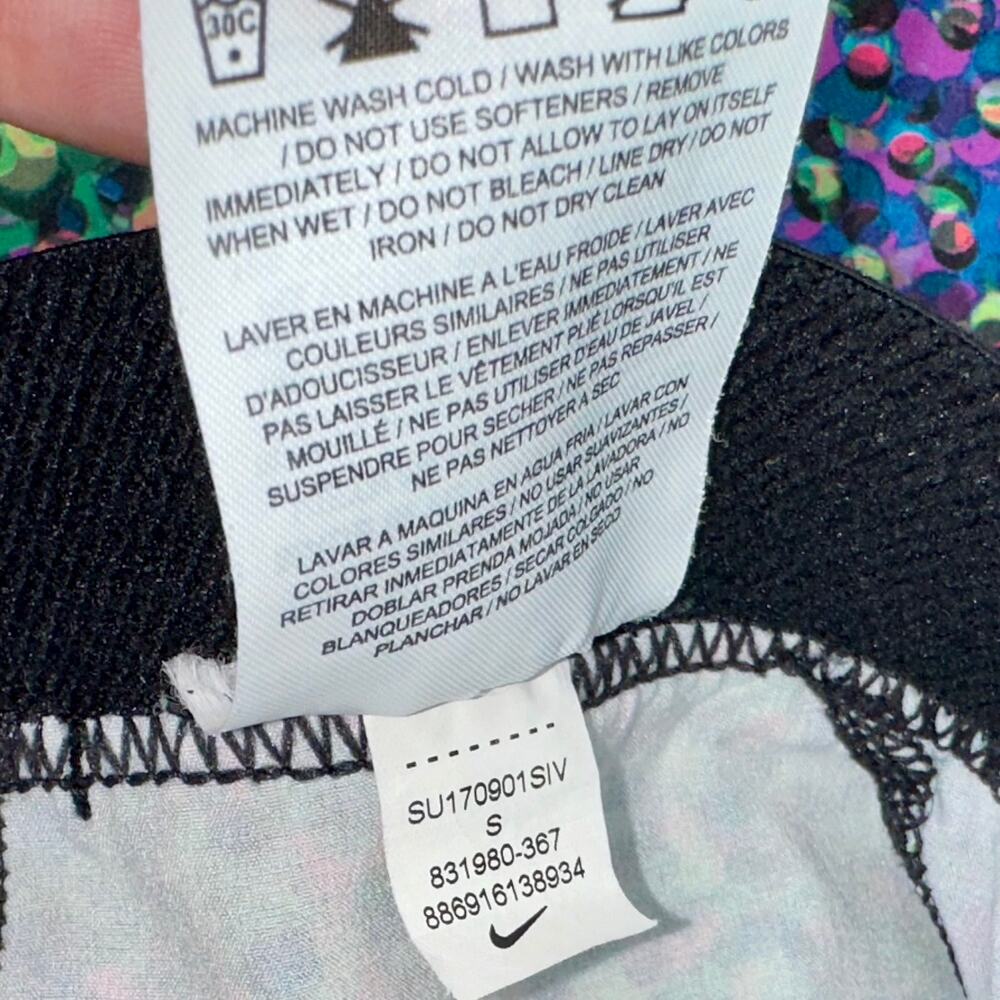 30C
MACHINE WASH COLD / WASH WITH LIKE COLORS
/ DO NOT USE SOFTENERS / REMOVE
IMMEDIATELY / DO NOT ALLOW TO LAY ON ITSELF
WHEN WET / DO NOT BLEACH / LINE DRY / DO NOT
IRON / DO NOT DRY CLEAN
LAVER EN MACHINE A L'EAU FROIDE / LAVER AVEC
COULEURS SIMILAIRES / NE PAS UTILISER
D'ADOUCISSEUR / ENLEVER IMMEDIATEMENT / NE
PAS LAISSER LE VÊTEMENT PLIÉ LORSQU'IL EST
MOUILLÉ / NE PAS UTILISER D'EAU DE JAVEL /
SUSPENDRE POUR SECHER / NE PAS REPASSER /
NE PAS NETTOYER A SEC
LAVAR A MAQUINA EN AGUA FRIA / LAVAR CON
COLORES SIMILARES / NO USAR SUAVIZANTES /
RETIRAR INMEDIATAMENTE DE LA LAVADORA / NO
DOBLAR PRENDA MOJADA / NO USAR
BLANQUEADORES / SECAR COLGADO / NO
PLANCHAR / NO LAVAR EN SECO
SU170901SIV
S
831980-367
886916138934